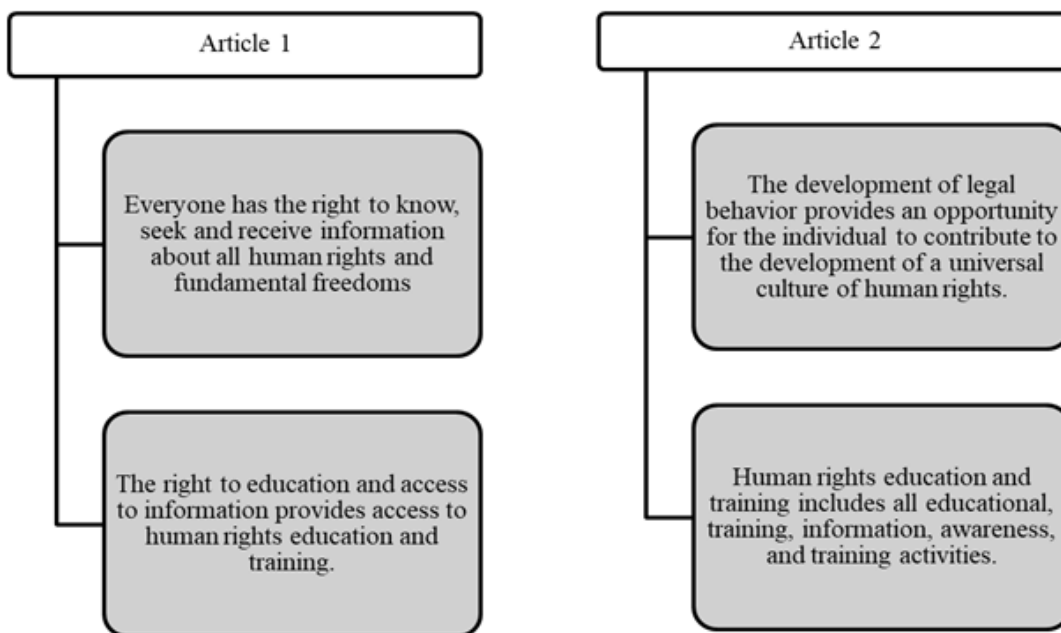 Article 1
Everyone has the right to know,
seek and receive information
about all human rights and
fundamental freedoms
The right to education and access
to information provides access to
human rights education and
training.
Article 2
The development of legal
behavior provides an opportunity
for the individual to contribute to
the development of a universal
culture of human rights.
Human rights education and
training includes all educational,
training, information, awareness,
and training activities.